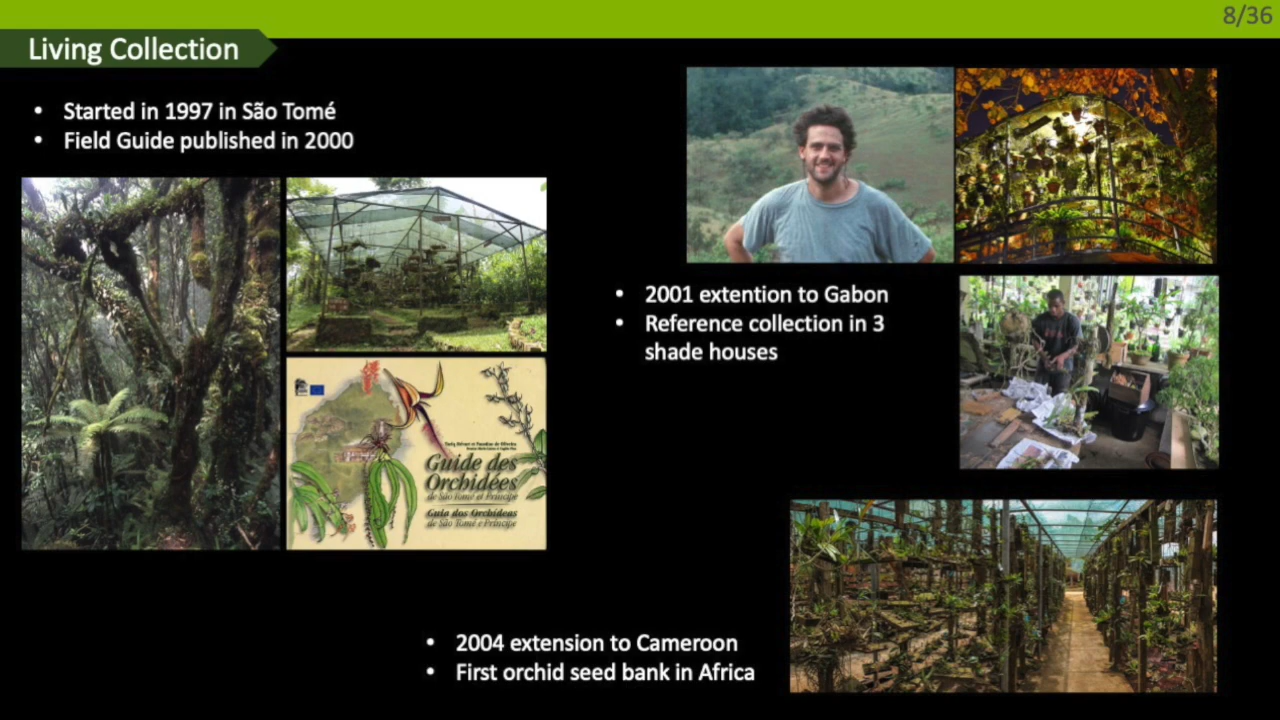 8/36
Living Collection
• Started in 1997 in São Tomé
• Field Guide published in 2000
Guide des
Orchidées
de São Tomé et Príncipe
Guia dos Orchídeas
de São Tomé e Príncipe
• 2001 extention to Gabon
• Reference collection in 3
shade houses
• 2004 extension to Cameroon
• First orchid seed bank in Africa